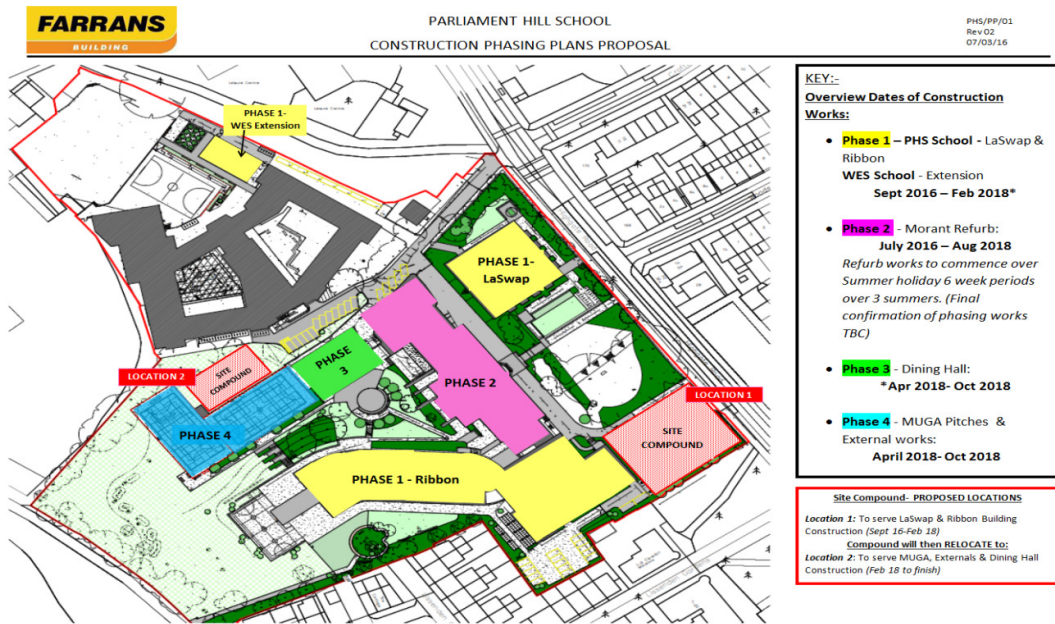 FARRANS
BUILDING
PARLIAMENT HILL SCHOOL
CONSTRUCTION PHASING PLANS PROPOSAL
PHS/PP/01
Rev 02
07/03/16
PHASE 1-
WES Extension
PHASE 1-
LaSwap
PHASE
3
PHASE 2
LOCATION 2
SITE
COMPOUND
PHASE 4
LOCATION 1
SITE
COMPOUND
PHASE 1 - Ribbon
KEY:-
Overview Dates of Construction
Works:
• Phase 1 – PHS School - LaSwap &
Ribbon
WES School - Extension
Sept 2016 – Feb 2018*
• Phase 2 - Morant Refurb:
July 2016 – Aug 2018
Refurb works to commence over
Summer holiday 6 week periods
over 3 summers. (Final
confirmation of phasing works
TBC)
• Phase 3 - Dining Hall:
*Apr 2018- Oct 2018
• Phase 4 - MUGA Pitches &
External works:
April 2018- Oct 2018
Site Compound- PROPOSED LOCATIONS
Location 1: To serve LaSwap & Ribbon Building
Construction (Sept 16-Feb 18)
Compound will then RELOCATE to:
Location 2: To serve MUGA, Externals & Dining Hall
Construction (Feb 18 to finish)